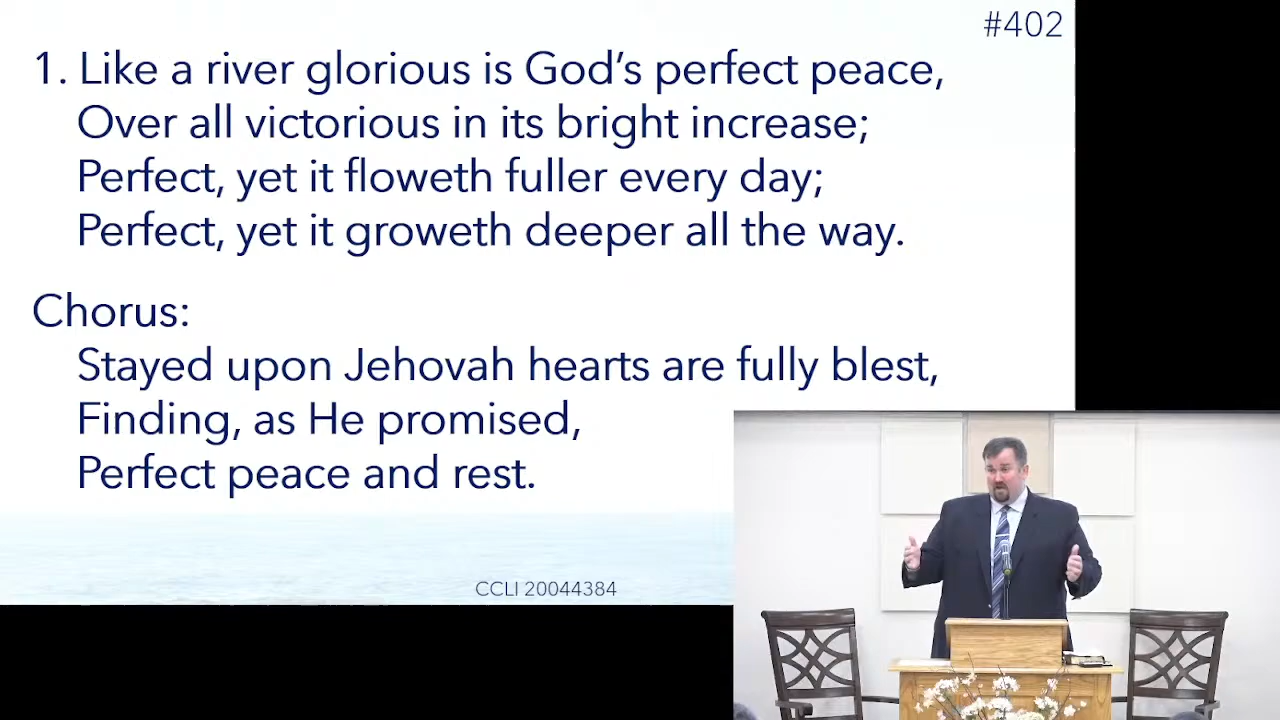 #402
1. Like a river glorious is God’s perfect peace,
Over all victorious in its bright increase;
Perfect, yet it floweth fuller every day;
Perfect, yet it groweth deeper all the way.
Chorus:
Stayed upon Jehovah hearts are fully blest,
Finding, as He promised,
Perfect peace and rest.
CCLI 20044384